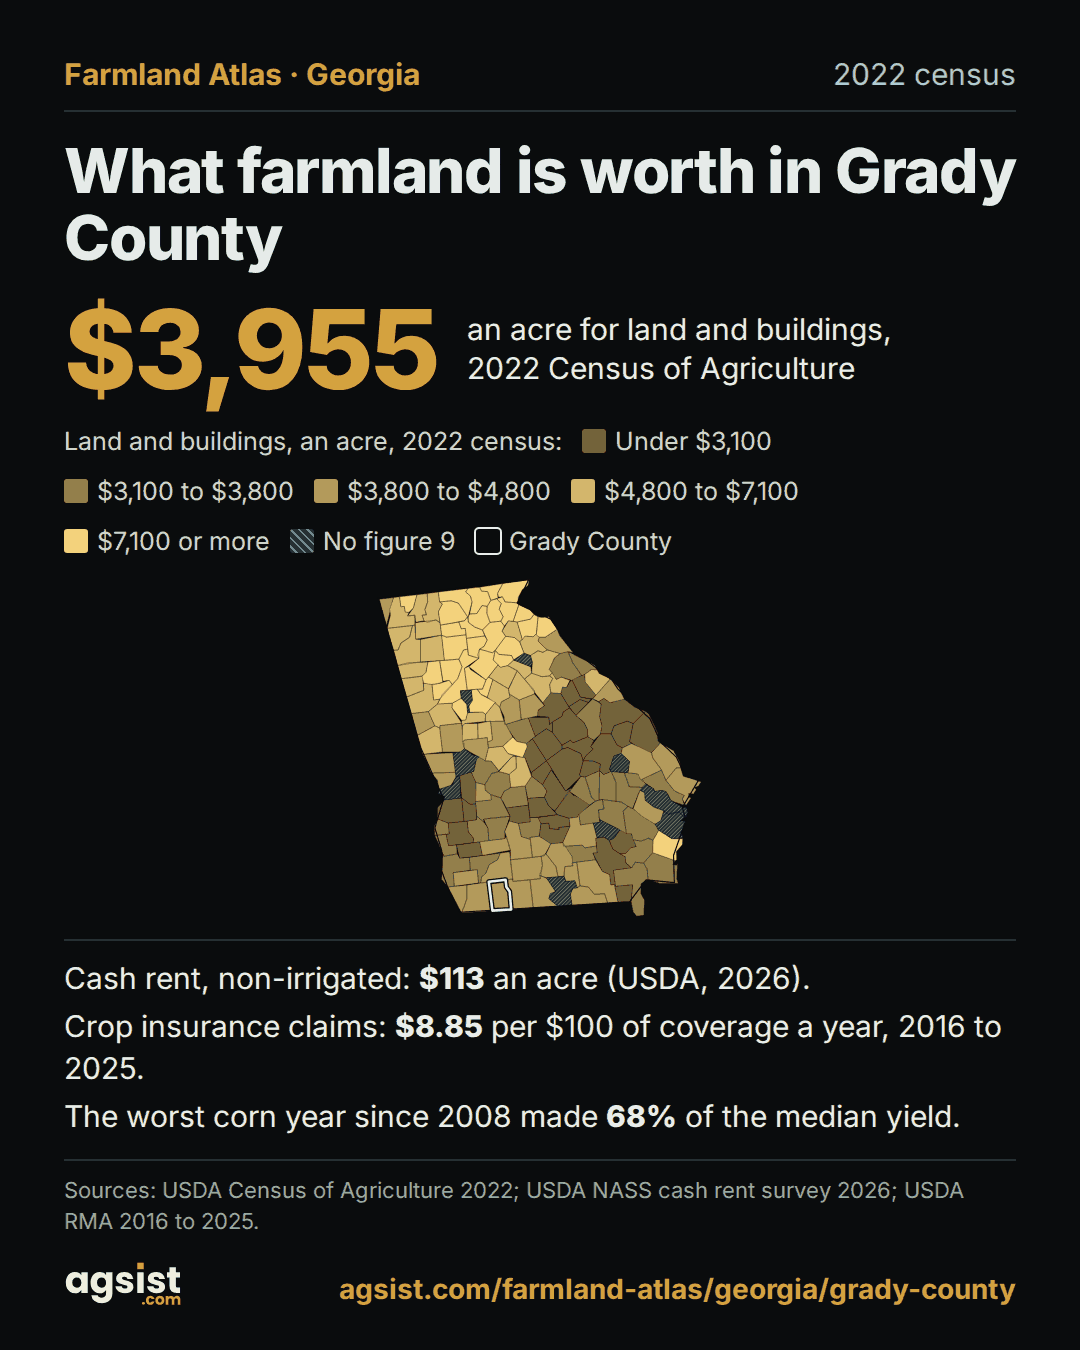 Farmland Atlas · Georgia
2022 census
What farmland is worth in Grady
County
$3,955
an acre for land and buildings,
2022 Census of Agriculture
Land and buildings, an acre, 2022 census: Under $3,100
$3,100 to $3,800 $3,800 to $4,800 $4,800 to $7,100
$7,100 or more No figure 9 Grady County
Cash rent, non-irrigated: $113 an acre (USDA, 2026).
Crop insurance claims: $8.85 per $100 of coverage a year, 2016 to
2025.
The worst corn year since 2008 made 68% of the median yield.
Sources: USDA Census of Agriculture 2022; USDA NASS cash rent survey 2026; USDA
RMA 2016 to 2025.
agsist
.com
agsist.com/farmland-atlas/georgia/grady-county